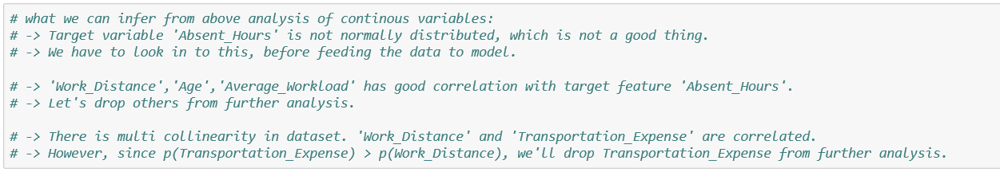 # what we can infer from above analysis of continous variables:
# -> Target variable 'Absent_Hours' is not normally distributed, which is not a good thing.
# -> We have to look in to this, before feeding the data to model.
# -> 'Work_Distance','Age','Average_Workload' has good correlation with target feature 'Absent_Hours'.
# -> Let's drop others from further analysis.
# -> There is multi collinearity in dataset. 'Work_Distance' and 'Transportation_Expense' are correlated.
# -> However, since p(Transportation_Expense) > p(Work_Distance), we'll drop Transportation_Expense from further analysis.